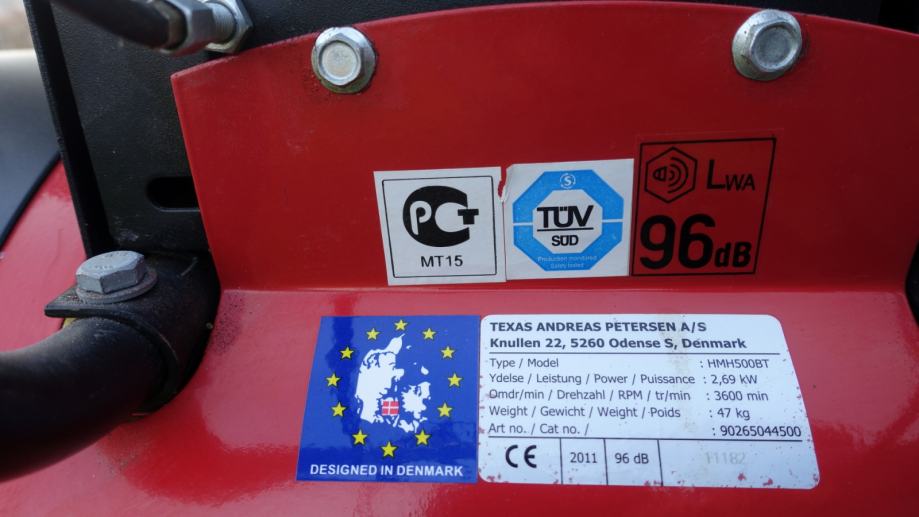 PCT
MT15
TÜV
SÜD
Production monitored
Safety tested
LWA
96dB
DESIGNED IN DENMARK
TEXAS ANDREAS PETERSEN A/S
Knullen 22, 5260 Odense S, Denmark
Type / Model : HMH500BT
Ydelse / Leistung / Power / Puissance : 2,69 kW
Omdr/min / Drehzahl / RPM / tr/min : 3600 min
Weight / Gewicht / Weight / Poids : 47 kg
Art no. / Cat no. / : 90265044500
CE 2011 96 dB 11182